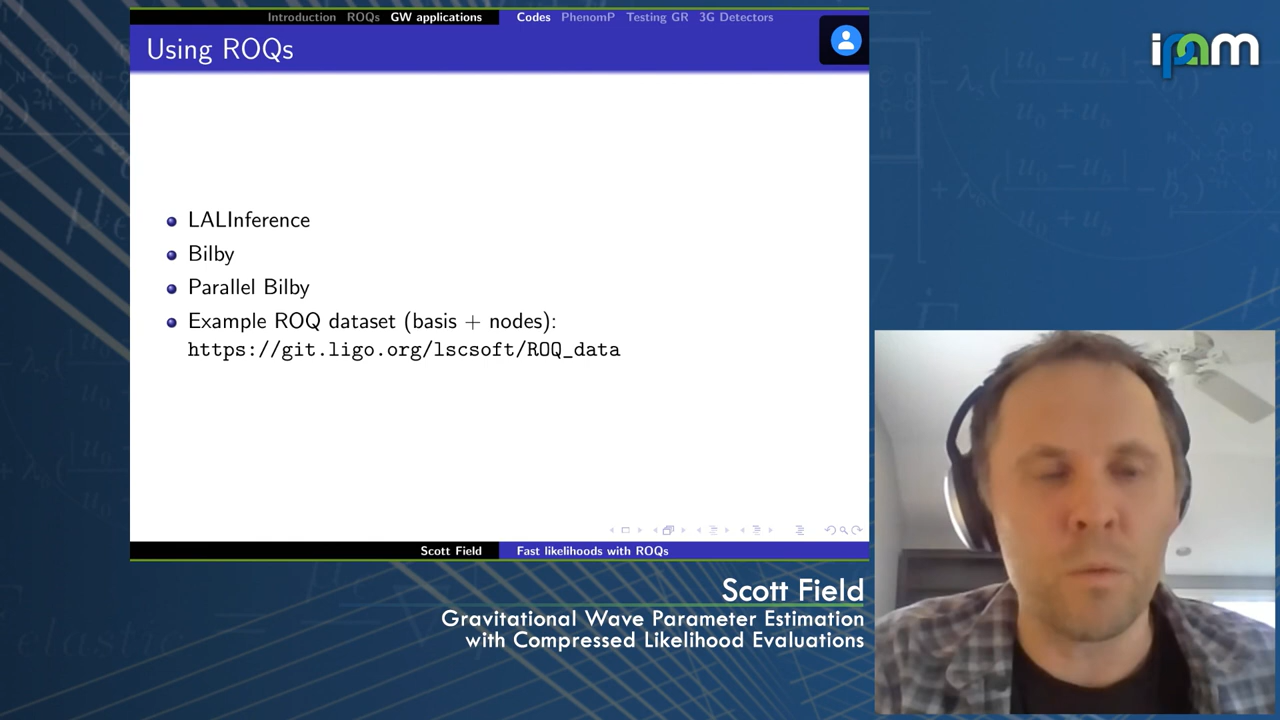 Introduction ROQs GW applications Codes PhenomP Testing GR 3G Detectors
Using ROQs
ipam
LALInference
Bilby
Parallel Bilby
Example ROQ dataset (basis + nodes):
https://git.ligo.org/lscsoft/ROQ_data
Scott Field Fast likelihoods with ROQs
Scott Field
Gravitational Wave Parameter Estimation
with Compressed Likelihood Evaluations